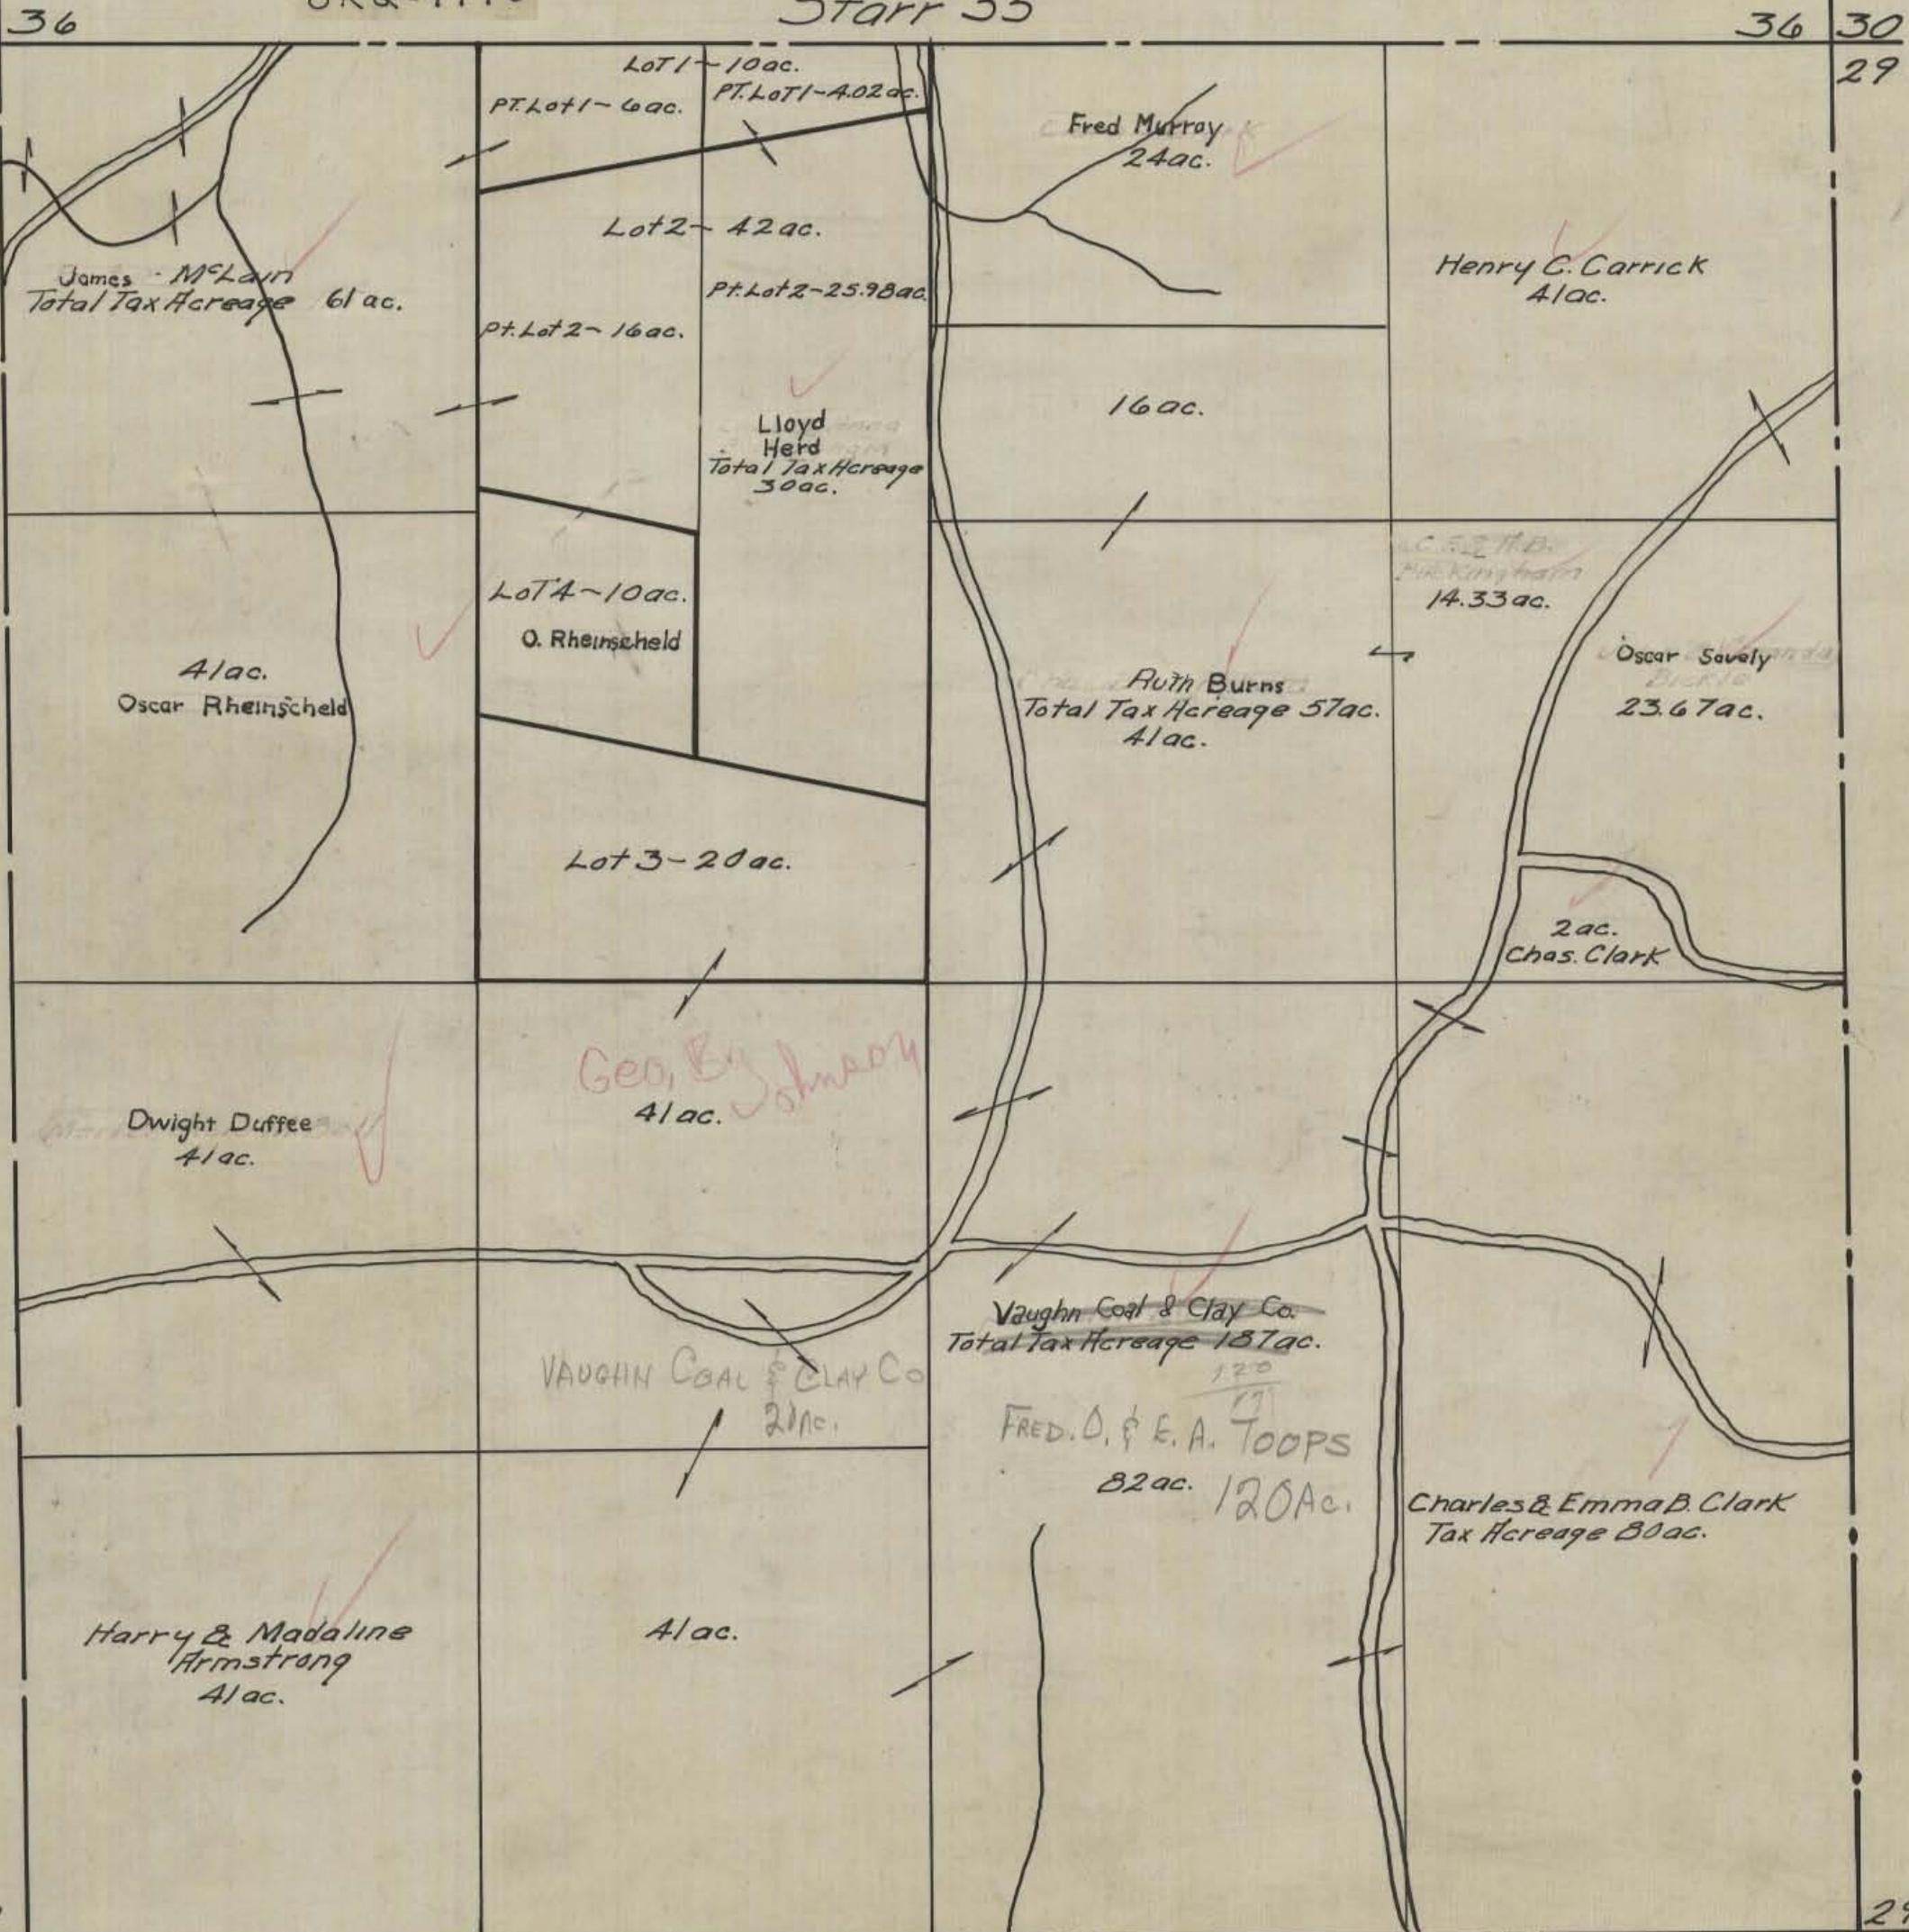 36
Starr 35
36
30
29
LoT 1 - 10 ac.
PT. Lot 1 - 6 ac.
PT. LoT 1 - 4.02 ac.
Fred Murray
24 ac.
Lot 2 - 42 ac.
James McLain
Total Tax Acreage 61 ac.
Pt. Lot 2 - 25.98 ac.
Pt. Lot 2 - 16 ac.
Henry C. Carrick
41 ac.
Lloyd
Herd
Total Tax Acreage
30 ac.
16 ac.
LoT 4 ~ 10 ac.
O. Rheinscheld
41 ac.
Oscar Rheinscheld
Buckingham
14.33 ac.
Ruth Burns
Total Tax Acreage 57 ac.
41 ac.
Oscar Savely
23.67 ac.
Lot 3 - 20 ac.
2 ac.
Chas. Clark
Geo. B. Johnson
41 ac.
Dwight Duffee
41 ac.
Vaughn Coal & Clay Co.
Total Tax Acreage 187 ac.
120
VAUGHN COAL & CLAY Co
FRED. O. & E. A. TOOPS
82 ac. 120 Ac.
Charles & Emma B. Clark
Tax Acreage 80 ac.
Harry & Madaline
Armstrong
41 ac.
41 ac.
29